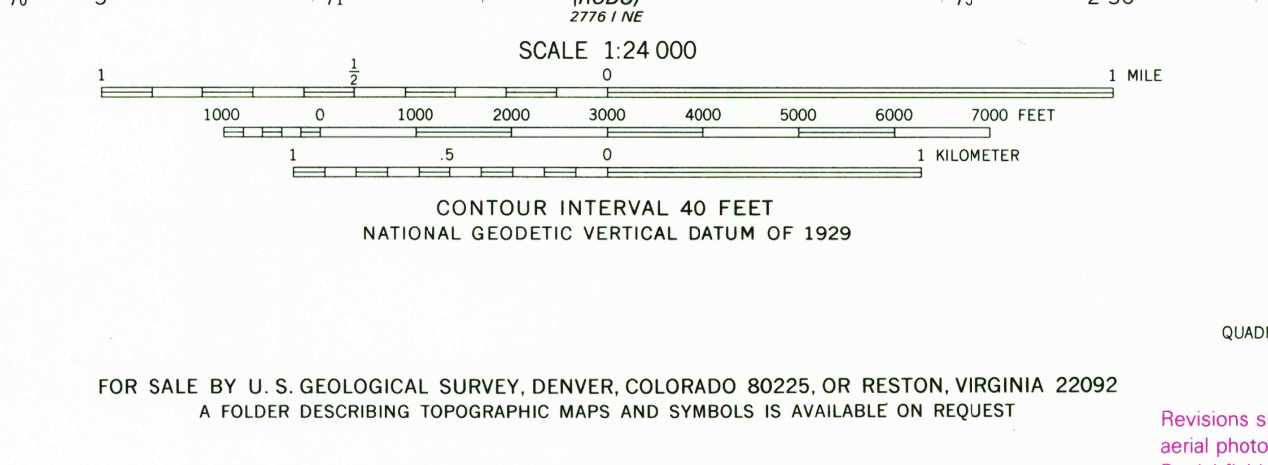 2776 I NE
SCALE 1:24 000
1 1/2 0 1 MILE
1000 0 1000 2000 3000 4000 5000 6000 7000 FEET
1 .5 0 1 KILOMETER
CONTOUR INTERVAL 40 FEET
NATIONAL GEODETIC VERTICAL DATUM OF 1929
FOR SALE BY U.S. GEOLOGICAL SURVEY, DENVER, COLORADO 80225, OR RESTON, VIRGINIA 22092
A FOLDER DESCRIBING TOPOGRAPHIC MAPS AND SYMBOLS IS AVAILABLE ON REQUEST
Revisions
aerial photo